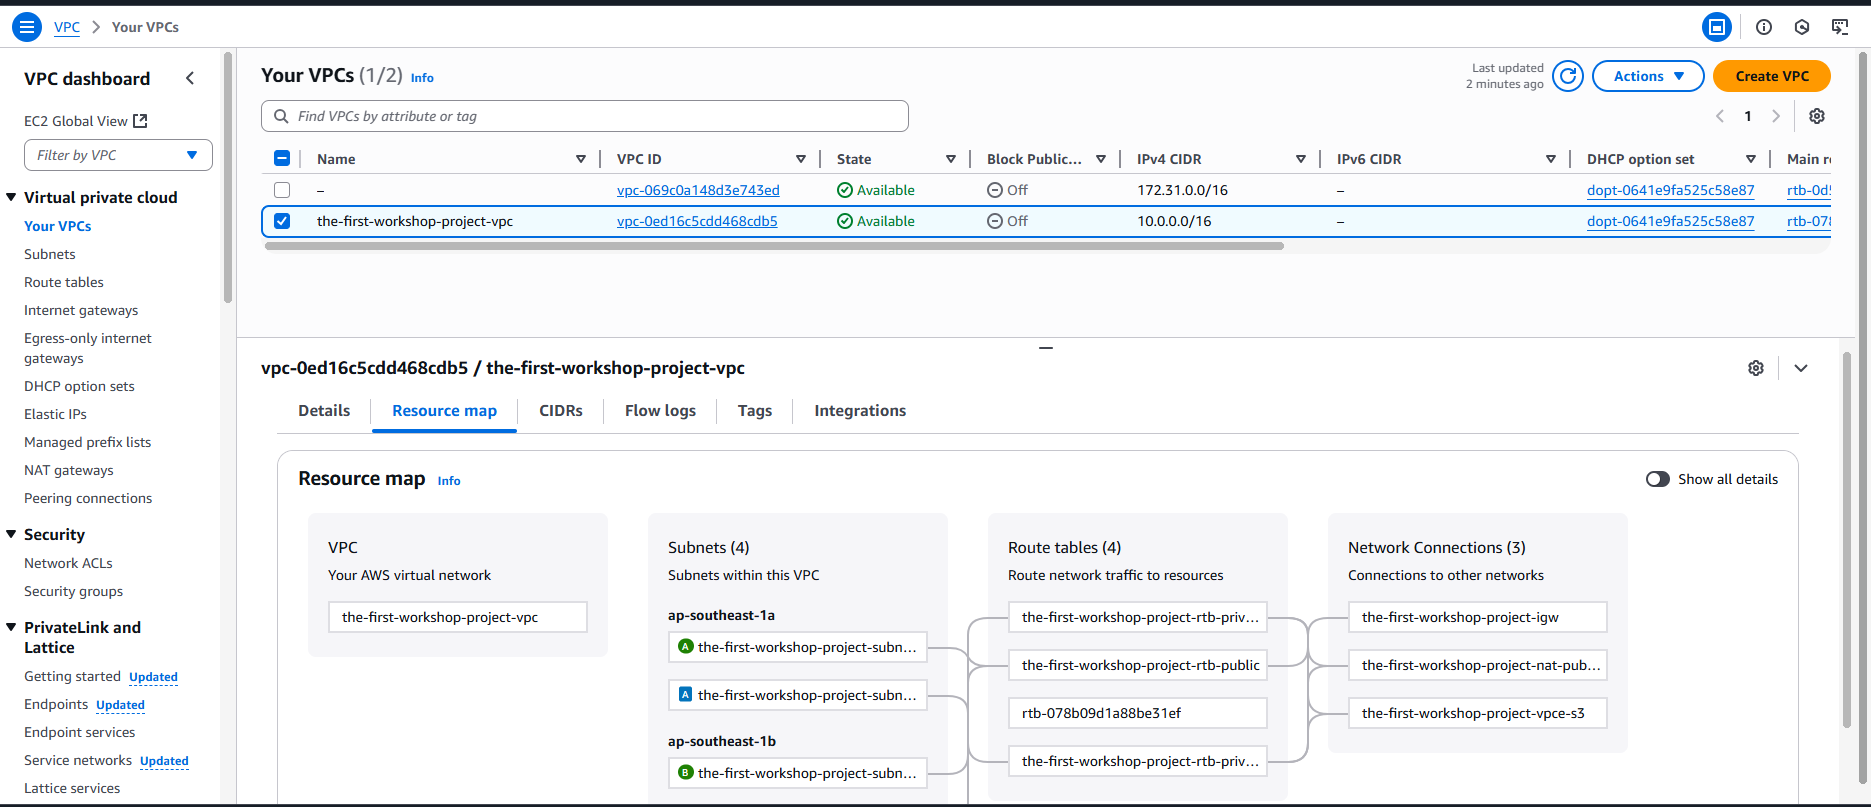 VPC > Your VPCs
VPC dashboard
EC2 Global View
Filter by VPC
Virtual private cloud
Your VPCs
Subnets
Route tables
Internet gateways
Egress-only internet
gateways
DHCP option sets
Elastic IPs
Managed prefix lists
NAT gateways
Peering connections
Security
Network ACLs
Security groups
PrivateLink and
Lattice
Getting started Updated
Endpoints Updated
Endpoint services
Service networks Updated
Lattice services
Your VPCs (1/2) Info
Last updated
2 minutes ago
Actions
Create VPC
Find VPCs by attribute or tag
1
Name VPC ID State Block Public... IPv4 CIDR IPv6 CIDR DHCP option set Main r
– vpc-069c0a148d3e743ed Available Off 172.31.0.0/16 – dopt-0641e9fa525c58e87 rtb-0d5
the-first-workshop-project-vpc vpc-0ed16c5cdd468cdb5 Available Off 10.0.0.0/16 – dopt-0641e9fa525c58e87 rtb-078
vpc-0ed16c5cdd468cdb5 / the-first-workshop-project-vpc
Details Resource map CIDRs Flow logs Tags Integrations
Resource map Info
Show all details
VPC
Your AWS virtual network
the-first-workshop-project-vpc
Subnets (4)
Subnets within this VPC
ap-southeast-1a
A the-first-workshop-project-subn...
A the-first-workshop-project-subn...
ap-southeast-1b
B the-first-workshop-project-subn...
Route tables (4)
Route network traffic to resources
the-first-workshop-project-rtb-priv...
the-first-workshop-project-rtb-public
rtb-078b09d1a88be31ef
the-first-workshop-project-rtb-priv...
Network Connections (3)
Connections to other networks
the-first-workshop-project-igw
the-first-workshop-project-nat-pub...
the-first-workshop-project-vpce-s3